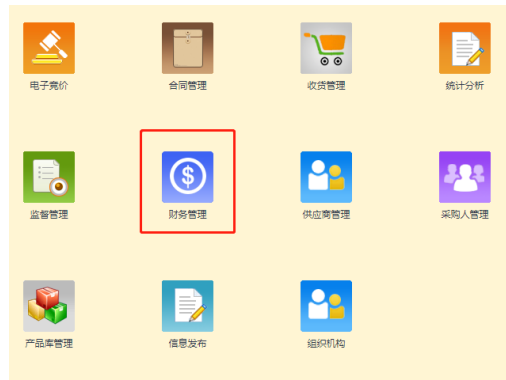 电子竞价
合同管理
收货管理
统计分析
监督管理
财务管理
供应商管理
采购人管理
产品库管理
信息发布
组织机构